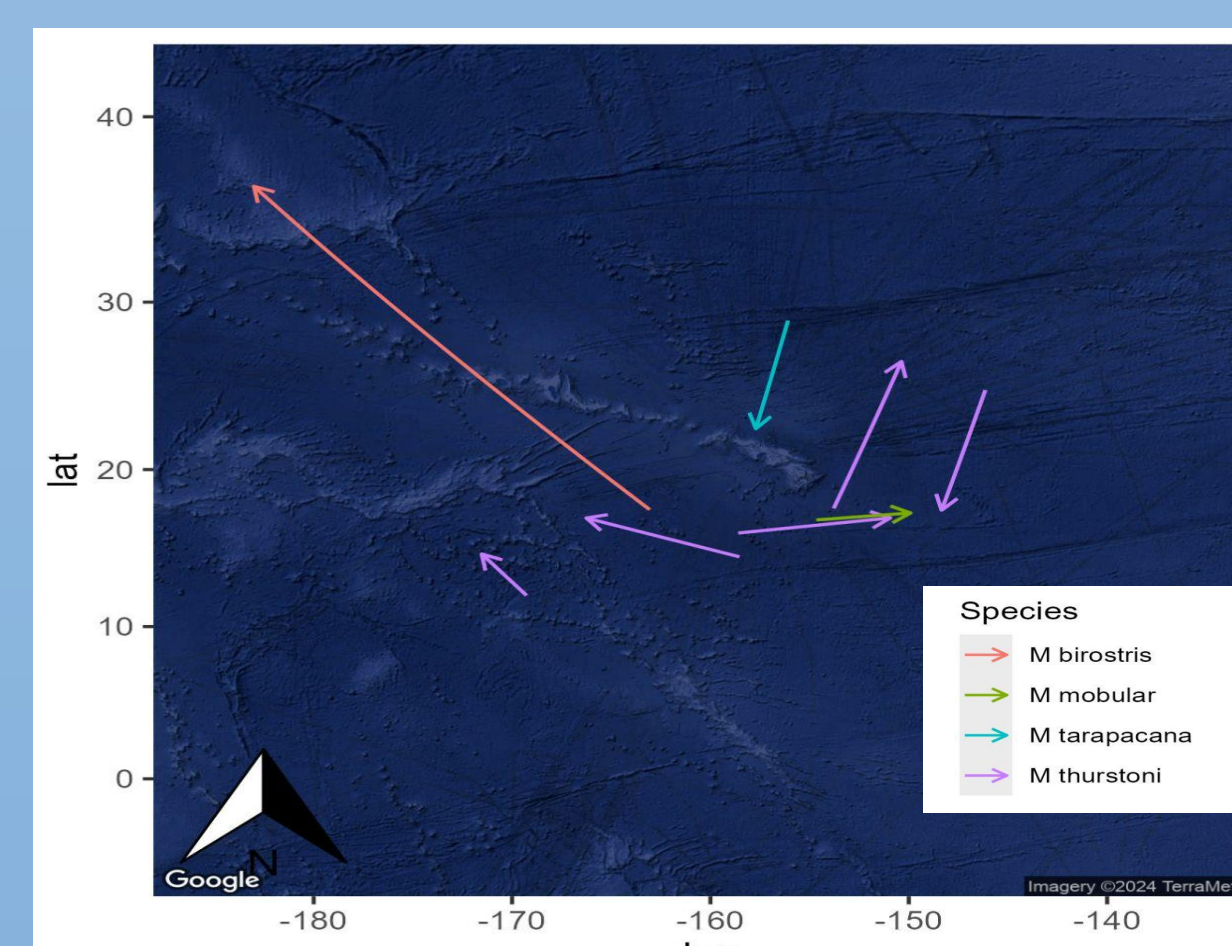 40
30
lat
20
10
0
Species
M birostris
M mobular
M tarapacana
M thurstoni
N
Google
-180
-170
-160
-150
-140